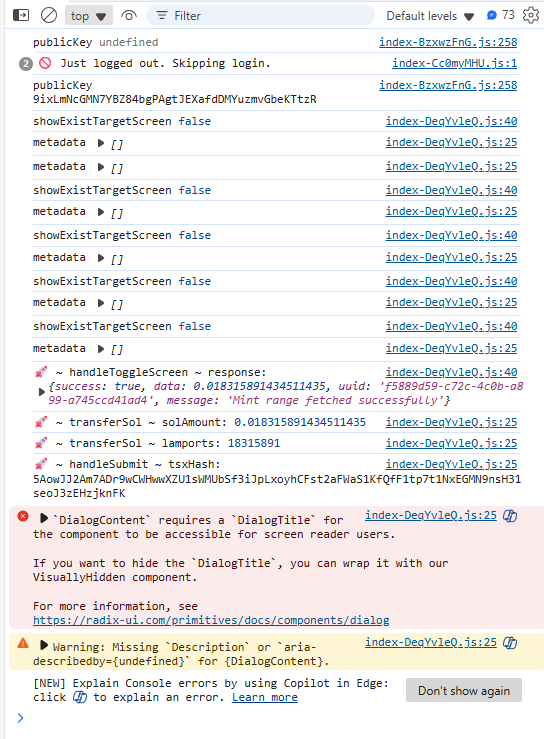 top ▼ Filter Default levels ▼ 73
publicKey undefined index-BzxwzFnG.js:258
2 Just logged out. Skipping login. index-Cc0myMHU.js:1
publicKey index-BzxwzFnG.js:258
9ixLmNcGMN7YBZ84bgPAgtJEXafdDMYuzmvGbeKTtzR
showExistTargetScreen false index-DeqYvleQ.js:40
metadata ▶ [] index-DeqYvleQ.js:25
metadata ▶ [] index-DeqYvleQ.js:25
showExistTargetScreen false index-DeqYvleQ.js:40
metadata ▶ [] index-DeqYvleQ.js:25
showExistTargetScreen false index-DeqYvleQ.js:40
metadata ▶ [] index-DeqYvleQ.js:25
showExistTargetScreen false index-DeqYvleQ.js:40
metadata ▶ [] index-DeqYvleQ.js:25
showExistTargetScreen false index-DeqYvleQ.js:40
metadata ▶ [] index-DeqYvleQ.js:25
🚀 ~ handleToggleScreen ~ response: index-DeqYvleQ.js:40
▶ {success: true, data: 0.018315891434511435, uuid: 'f5889d59-c72c-4c0b-a8
99-a745ccd41ad4', message: 'Mint range fetched successfully'}
🚀 ~ transferSol ~ solAmount: 0.018315891434511435 index-DeqYvleQ.js:25
🚀 ~ transferSol ~ lamports: 18315891 index-DeqYvleQ.js:25
🚀 ~ handleSubmit ~ tsxHash: index-DeqYvleQ.js:25
5AowJJ2Am7ADr9wCWHwwXZU1sWMUbSf3iJpLxoyhCFst2aFWaS1KfQfF1tp7t1NxEGMN9nsH31
seoJ3zEHzjknFK
▶ `DialogContent` requires a `DialogTitle` for index-DeqYvleQ.js:25
the component to be accessible for screen reader users.
If you want to hide the `DialogTitle`, you can wrap it with our
VisuallyHidden component.
For more information, see
https://radix-ui.com/primitives/docs/components/dialog
▶ Warning: Missing `Description` or `aria- index-DeqYvleQ.js:25
describedby={undefined}` for {DialogContent}.
[NEW] Explain Console errors by using Copilot in Edge: Don't show again
click to explain an error. Learn more